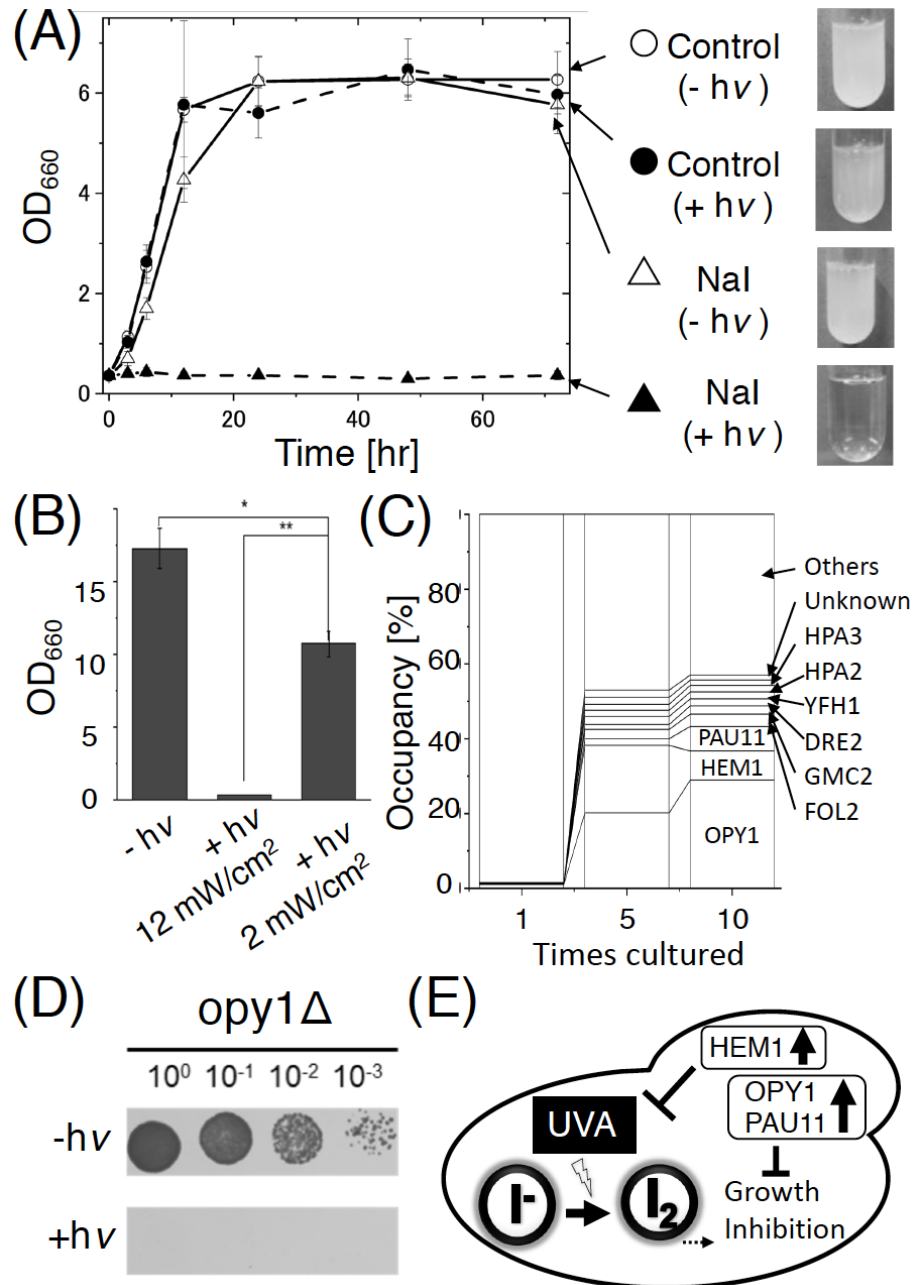 (A)
OD660
6
4
2
0
0
20
40
60
Time [hr]
Control
(- hν)
Control
(+ hν)
NaI
(- hν)
NaI
(+ hν)
(B)
OD660
15
10
5
0
*
**
- hν
+ hν
12 mW/cm²
+ hν
2 mW/cm²
(C)
Occupancy [%]
80
60
40
20
0
1
5
10
Times cultured
PAU11
HEM1
OPY1
Others
Unknown
HPA3
HPA2
YFH1
DRE2
GMC2
FOL2
(D)
opy1Δ
10⁰ 10⁻¹ 10⁻² 10⁻³
-hν
+hν
(E)
HEM1
OPY1
PAU11
UVA
I⁻
I₂
Growth
Inhibition